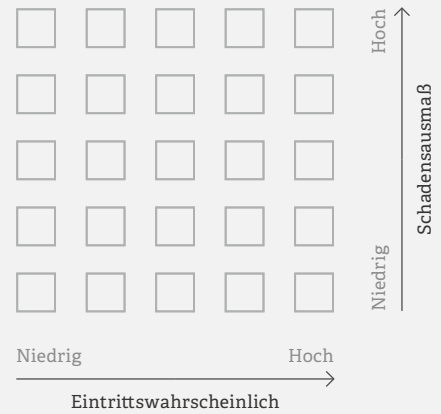 Hoch
Schadensausmaß
Niedrig
Niedrig
Hoch
Eintrittswahrscheinlich